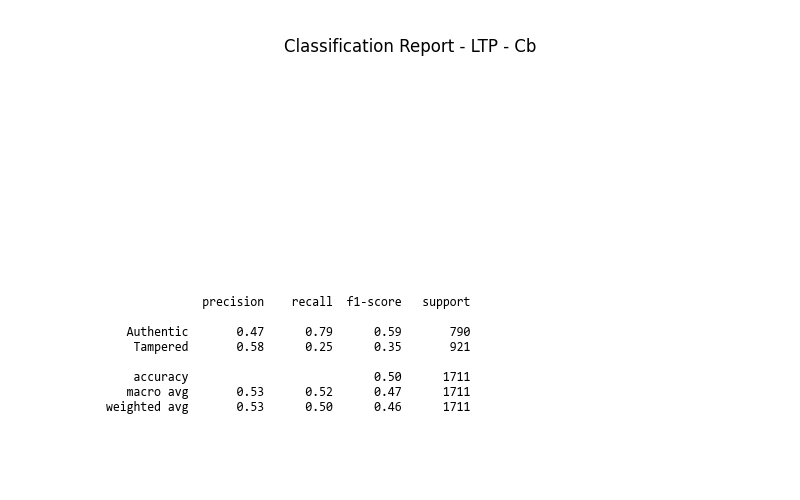 Classification Report - LTP - Cb
precision recall f1-score support
Authentic 0.47 0.79 0.59 790
Tampered 0.58 0.25 0.35 921
accuracy 0.50 1711
macro avg 0.53 0.52 0.47 1711
weighted avg 0.53 0.50 0.46 1711